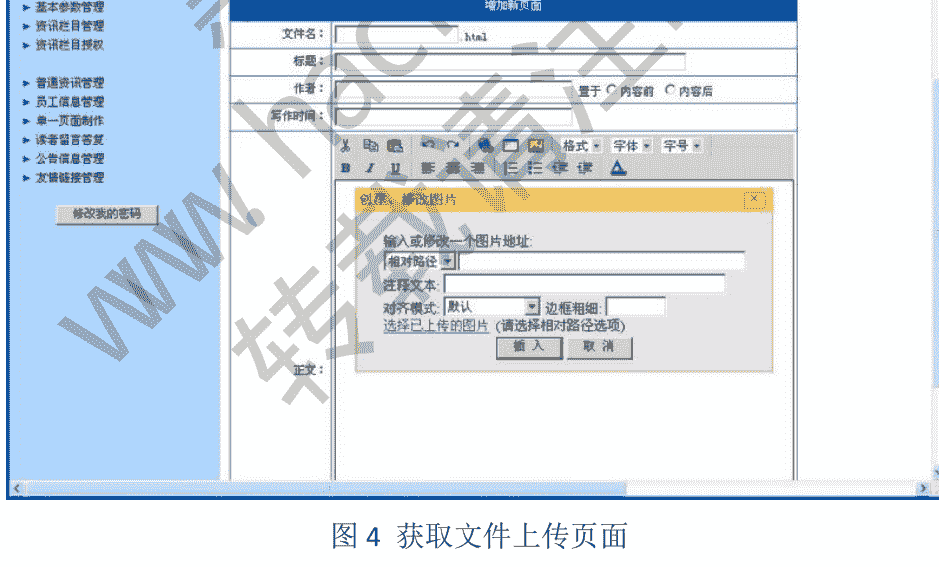 基本参数管理
资讯栏目管理
资讯栏目授权
普通资讯管理
员工信息管理
单一页面制作
读者留言答复
公告信息管理
友情链接管理
修改我的密码
增加新页面
文件名：.html
标题：
作者： 置于 内容前 内容后
写作时间：
格式 字体 字号
B I U A
创建、修改图片
输入或修改一个图片地址:
相对路径
注释文本:
对齐模式: 默认 边框粗细:
选择已上传的图片 (请选择相对路径选项)
插 入 取 消
正文：
www.hac
转载请注
图 4 获取文件上传页面